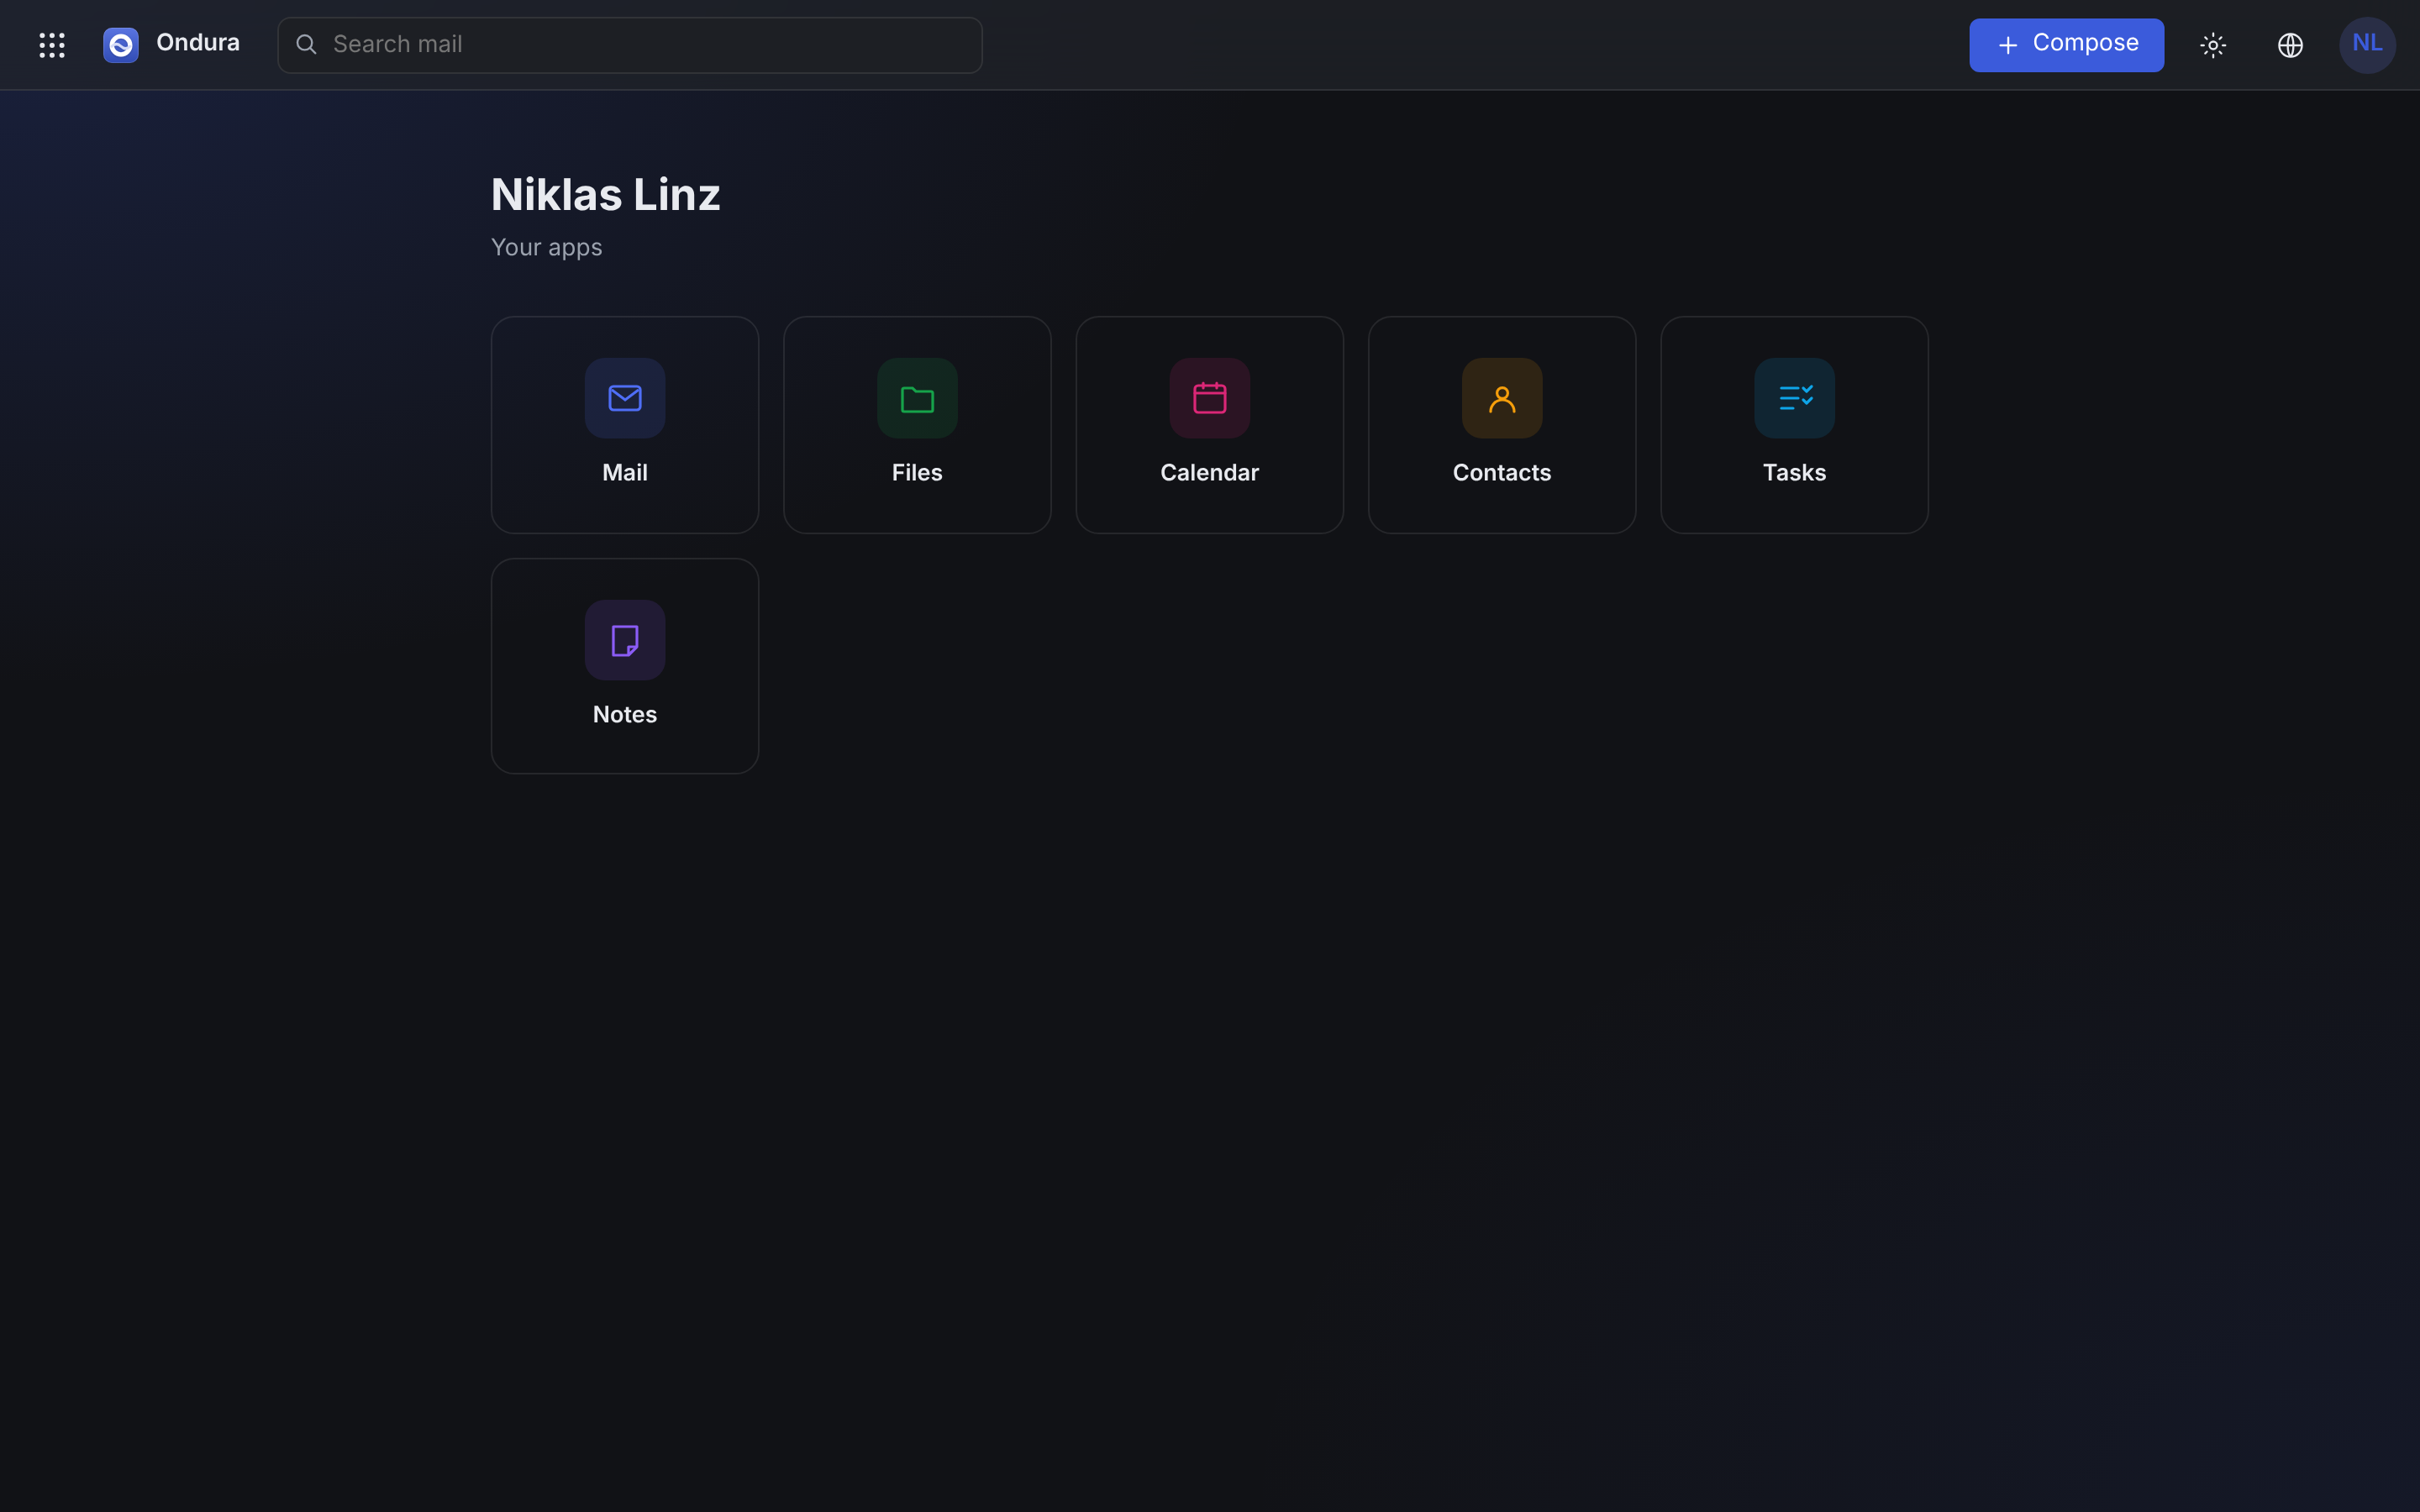 Ondura
Search mail
Compose
NL
Niklas Linz
Your apps
Mail
Files
Calendar
Contacts
Tasks
Notes